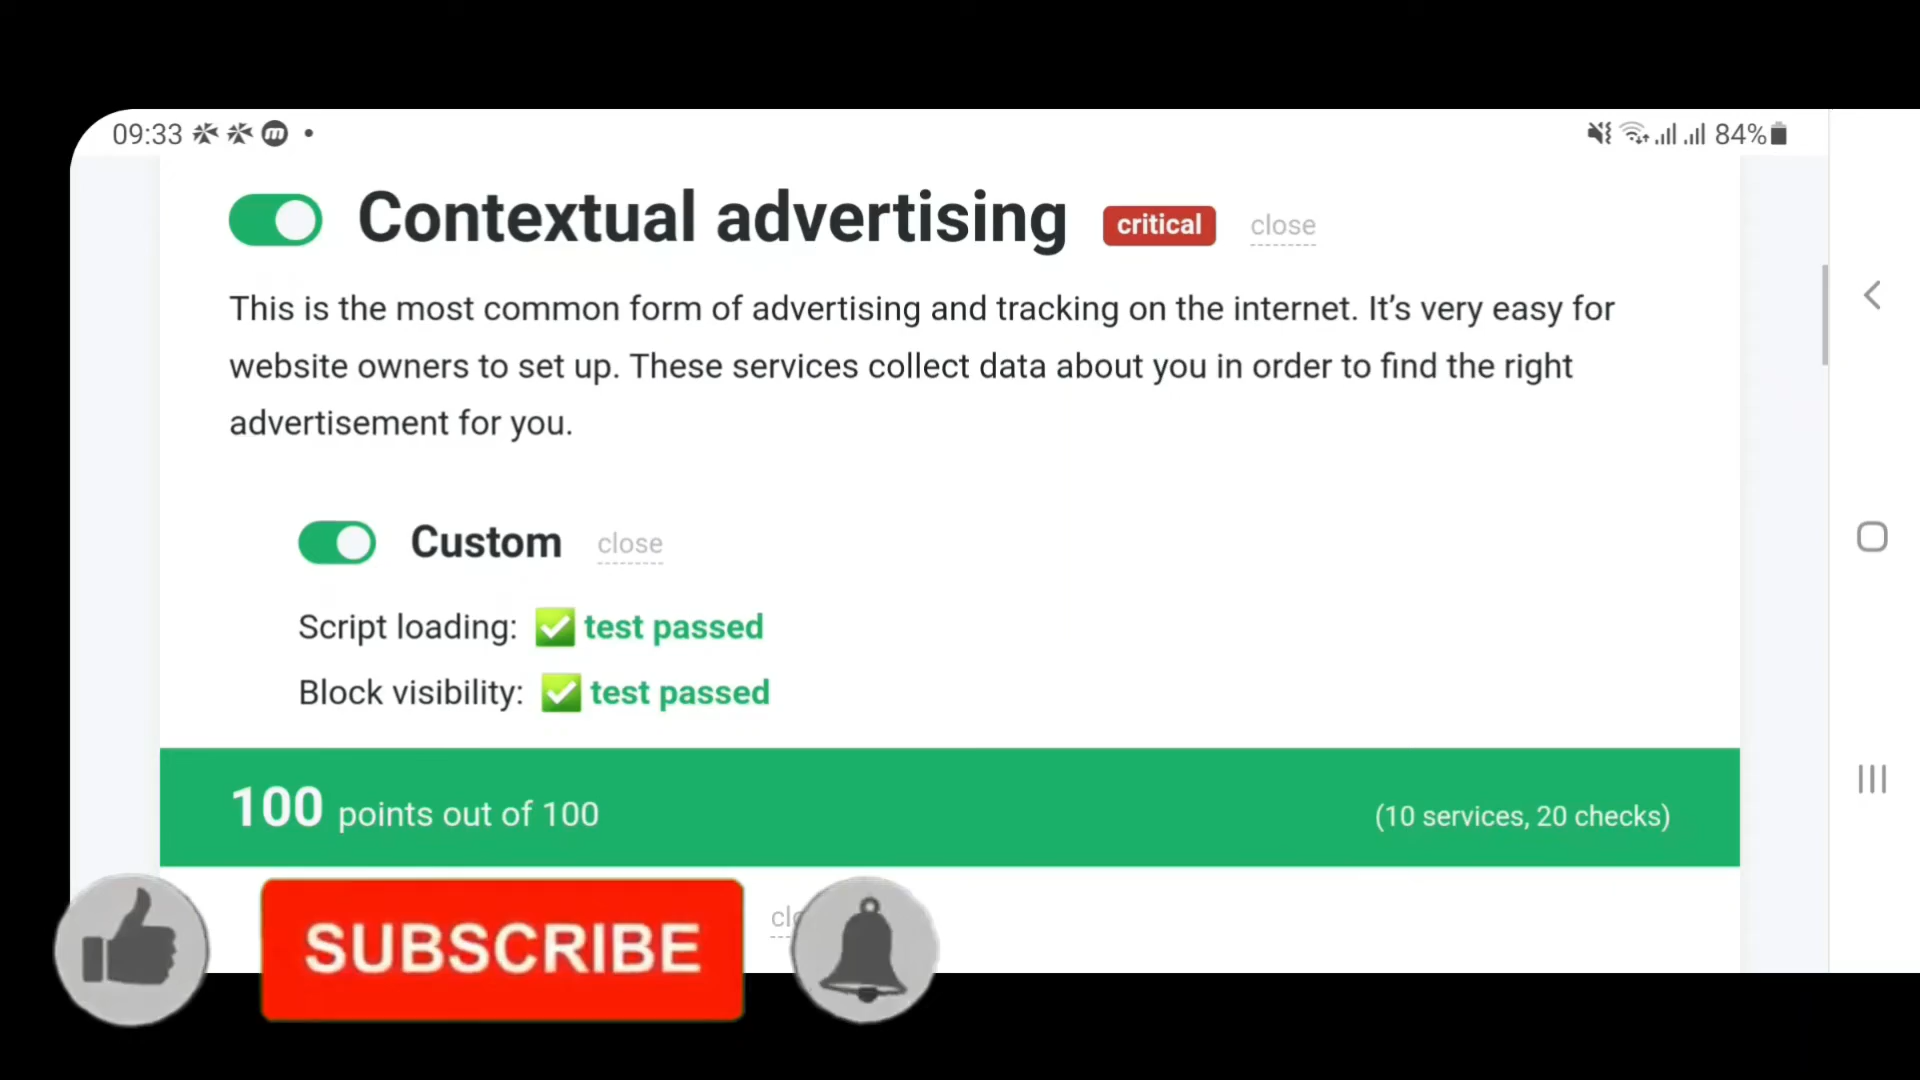 09:33
84%
Contextual advertising critical close
This is the most common form of advertising and tracking on the internet. It’s very easy for
website owners to set up. These services collect data about you in order to find the right
advertisement for you.
Custom close
Script loading: ✅ test passed
Block visibility: ✅ test passed
100 points out of 100
(10 services, 20 checks)
SUBSCRIBE